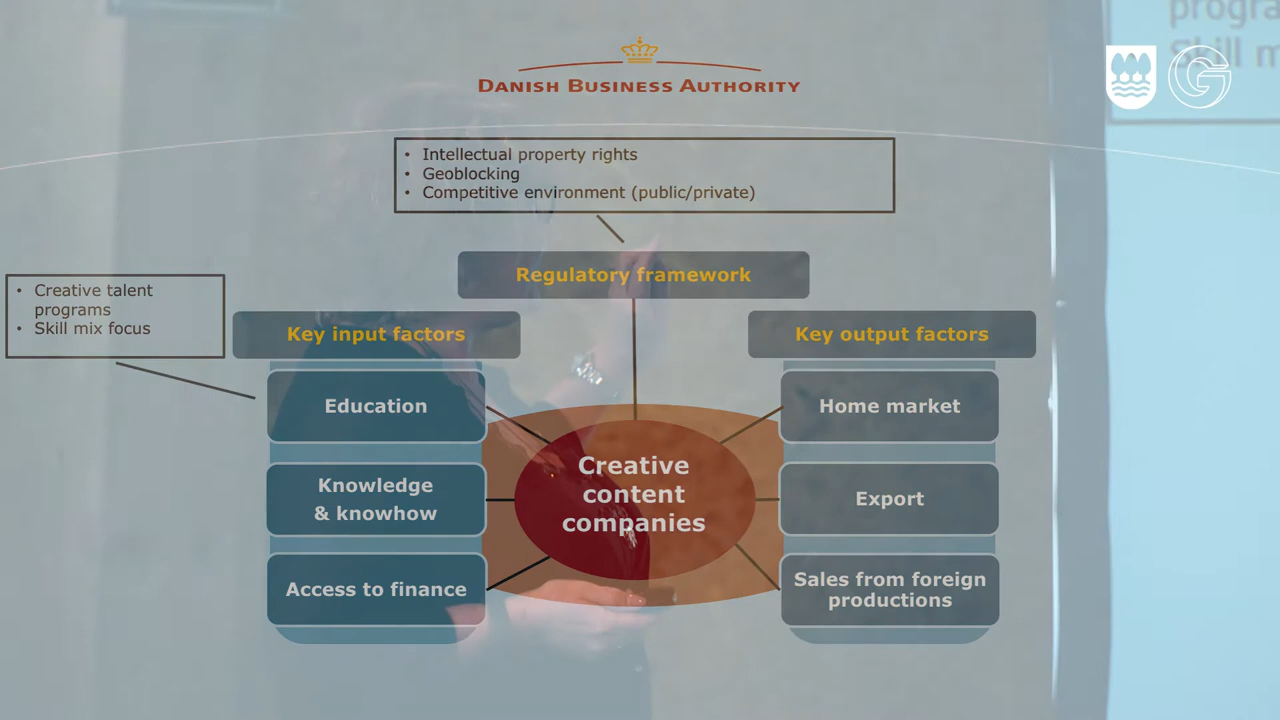 DANISH BUSINESS AUTHORITY
• Intellectual property rights
• Geoblocking
• Competitive environment (public/private)
Regulatory framework
• Creative talent
programs
• Skill mix focus
Key input factors
Key output factors
Education
Knowledge
& knowhow
Access to finance
Creative
content
companies
Home market
Export
Sales from foreign
productions
G